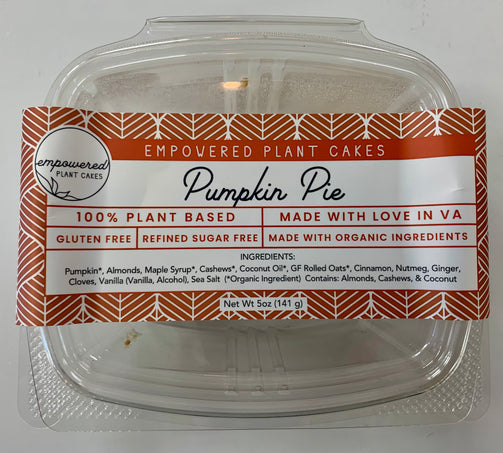 EMPOWERED PLANT CAKES
empowered
PLANT CAKES
Pumpkin Pie
100% PLANT BASED
MADE WITH LOVE IN VA
GLUTEN FREE
REFINED SUGAR FREE
MADE WITH ORGANIC INGREDIENTS
INGREDIENTS:
Pumpkin*, Almonds, Maple Syrup*, Cashews*, Coconut Oil*, GF Rolled Oats*, Cinnamon, Nutmeg, Ginger,
Cloves, Vanilla (Vanilla, Alcohol), Sea Salt (*Organic Ingredient) Contains: Almonds, Cashews, & Coconut
Net Wt 5oz (141 g)